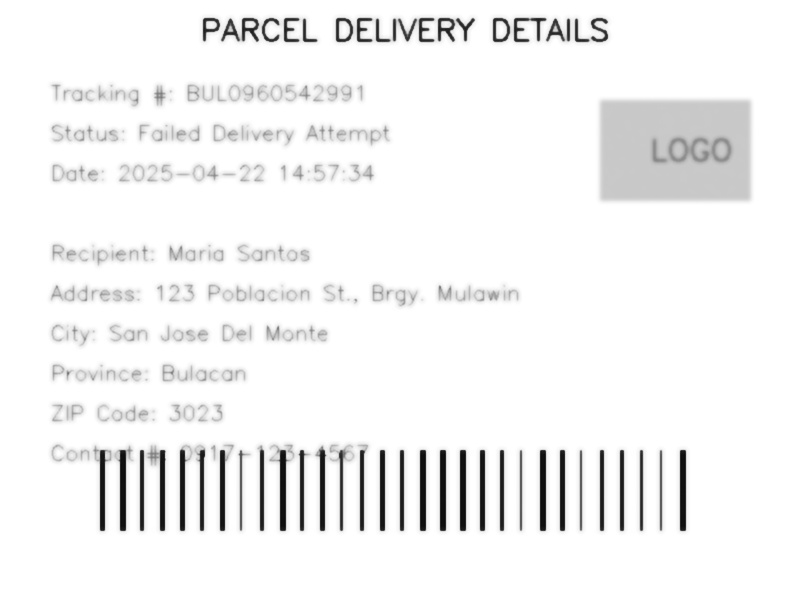 PARCEL DELIVERY DETAILS
Tracking #: BUL0960542991
Status: Failed Delivery Attempt
LOGO
Date: 2025-04-22 14:57:34
Recipient: Maria Santos
Address: 123 Poblacion St., Brgy. Mulawin
City: San Jose Del Monte
Province: Bulacan
ZIP Code: 3023
Contact #: 0917-123-4567